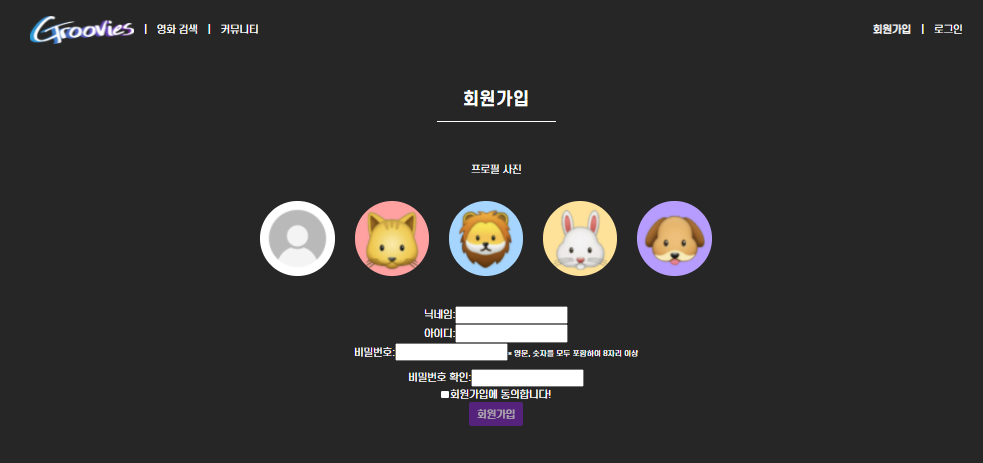 Groovies | 영화 검색 | 커뮤니티 회원가입 | 로그인
회원가입
프로필 사진
닉네임:
아이디:
비밀번호: * 영문, 숫자를 모두 포함하여 8자리 이상
비밀번호 확인:
회원가입에 동의합니다!
회원가입